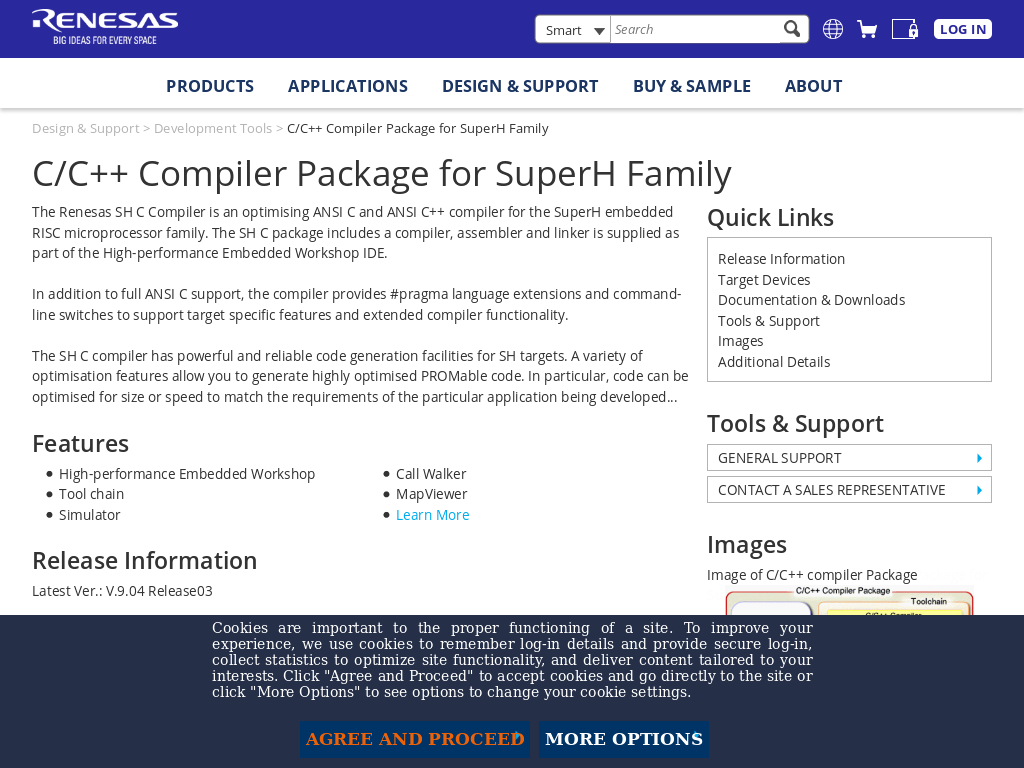 RENESAS
BIG IDEAS FOR EVERY SPACE
Smart
Search
LOG IN
PRODUCTS
APPLICATIONS
DESIGN & SUPPORT
BUY & SAMPLE
ABOUT
Design & Support > Development Tools > C/C++ Compiler Package for SuperH Family
C/C++ Compiler Package for SuperH Family
The Renesas SH C Compiler is an optimising ANSI C and ANSI C++ compiler for the SuperH embedded
RISC microprocessor family. The SH C package includes a compiler, assembler and linker is supplied as
part of the High-performance Embedded Workshop IDE.
In addition to full ANSI C support, the compiler provides #pragma language extensions and command-
line switches to support target specific features and extended compiler functionality.
The SH C compiler has powerful and reliable code generation facilities for SH targets. A variety of
optimisation features allow you to generate highly optimised PROMable code. In particular, code can be
optimised for size or speed to match the requirements of the particular application being developed...
Features
High-performance Embedded Workshop
Tool chain
Simulator
Call Walker
MapViewer
Learn More
Release Information
Latest Ver.: V.9.04 Release03
Quick Links
Release Information
Target Devices
Documentation & Downloads
Tools & Support
Images
Additional Details
Tools & Support
GENERAL SUPPORT
CONTACT A SALES REPRESENTATIVE
Images
Image of C/C++ compiler Package
C/C++ Compiler Package
Toolchain
Cookies are important to the proper functioning of a site. To improve your
experience, we use cookies to remember log-in details and provide secure log-in,
collect statistics to optimize site functionality, and deliver content tailored to your
interests. Click "Agree and Proceed" to accept cookies and go directly to the site or
click "More Options" to see options to change your cookie settings.
AGREE AND PROCEED
MORE OPTIONS